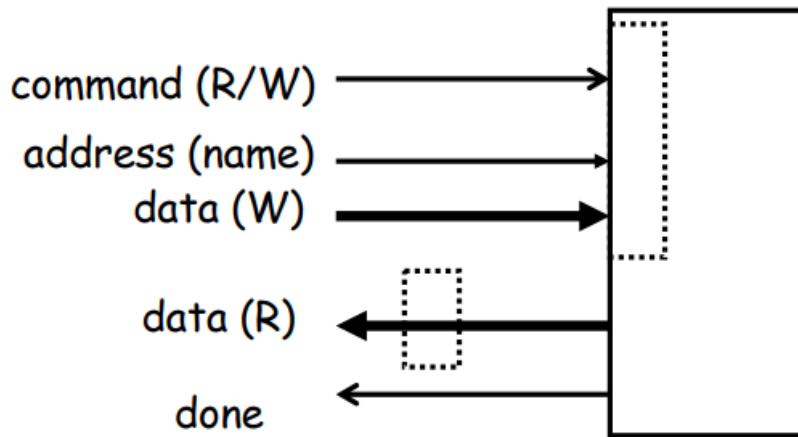 command (R/W)
address (name)
data (W)
data (R)
done